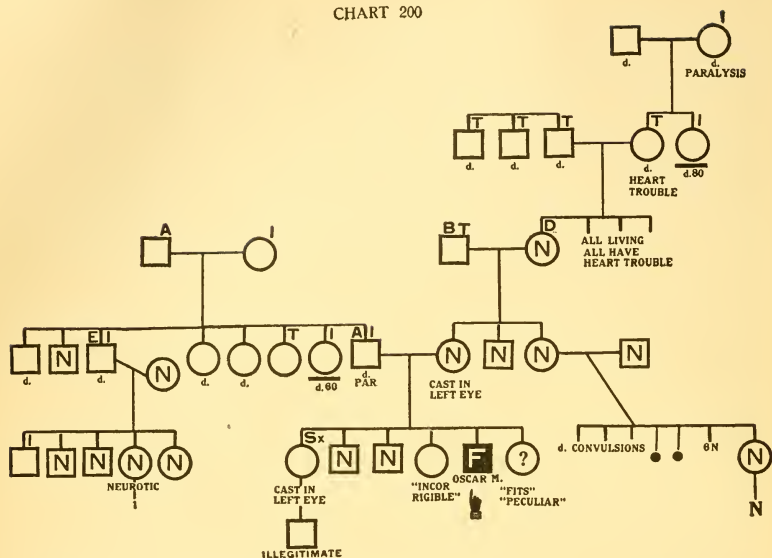 CHART 200
I
d.
d.
PARALYSIS
T T T T I
d. d. d. d. d.80
HEART
TROUBLE
A I B T D
N
ALL LIVING
ALL HAVE
HEART TROUBLE
E I T I A I
N N N N N N
d. d. d. d. d.60 d.
PAR
CAST IN
LEFT EYE
I Sx
N N N N N N F ? N
d. CONVULSIONS 6N
NEUROTIC
I
CAST IN
LEFT EYE
"INCOR
RIGIBLE"
OSCAR M.
"FITS"
"PECULIAR"
N
ILLEGITIMATE